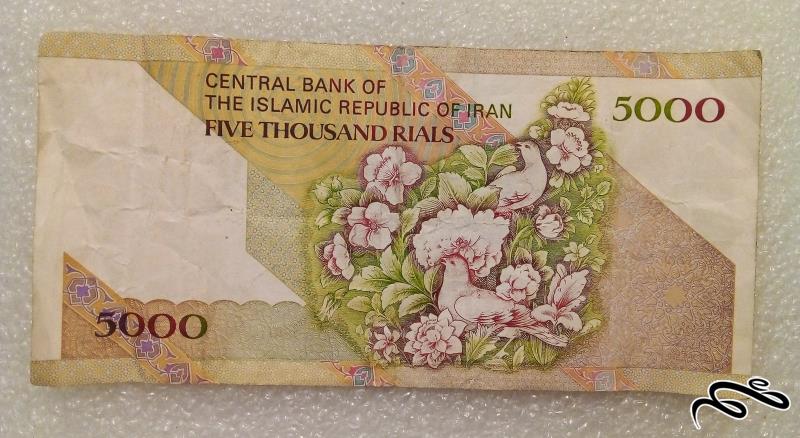 CENTRAL BANK OF
THE ISLAMIC REPUBLIC OF IRAN
FIVE THOUSAND RIALS
5000
5000